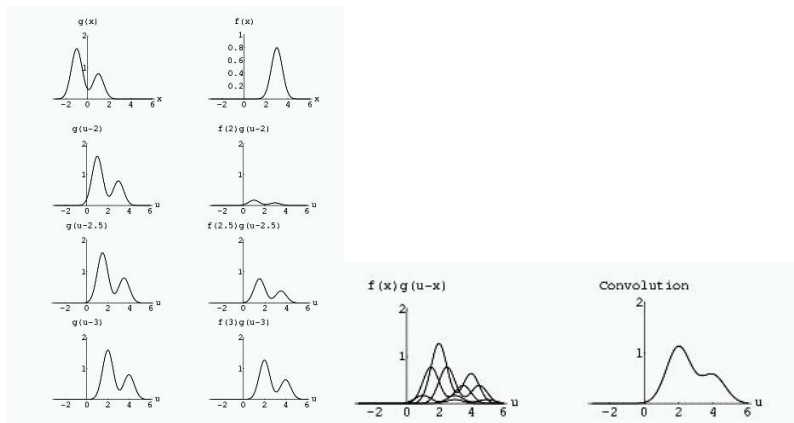 g(x)
2
1
-2 0 2 4 6 x
f(x)
1
0.8
0.6
0.4
0.2
-2 0 2 4 6 x
g(u-2)
2
1
-2 0 2 4 6 u
f(2)g(u-2)
2
1
-2 0 2 4 6 u
g(u-2.5)
2
1
-2 0 2 4 6 u
f(2.5)g(u-2.5)
2
1
-2 0 2 4 6 u
g(u-3)
2
1
-2 0 2 4 6 u
f(3)g(u-3)
2
1
-2 0 2 4 6 u
f(x)g(u-x)
2
1
-2 0 2 4 6 u
Convolution
2
1
-2 0 2 4 6 u